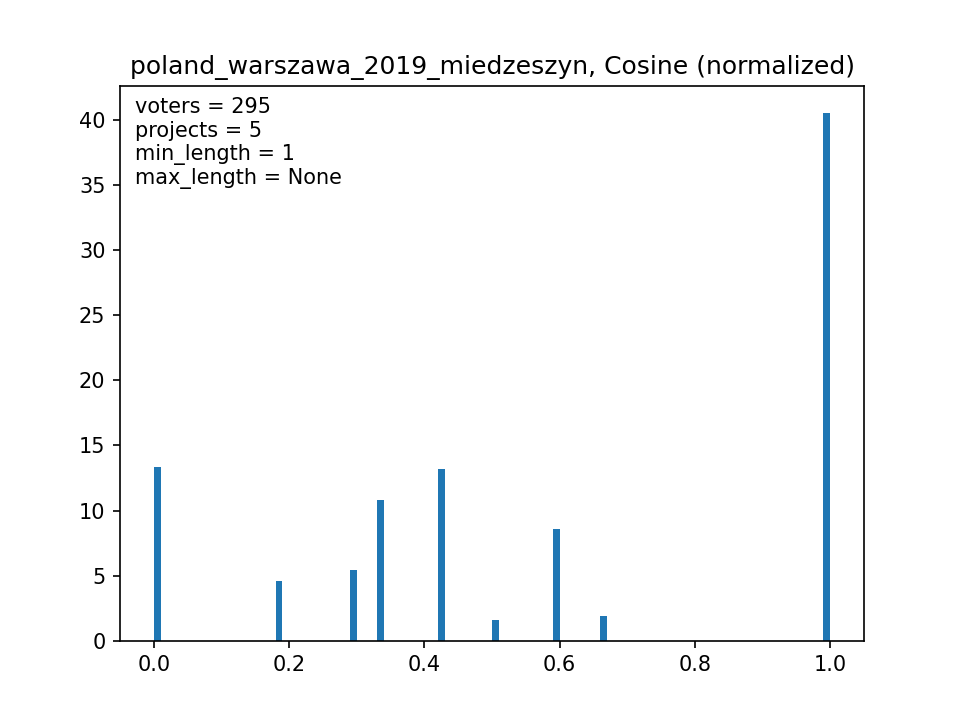 poland_warszawa_2019_miedzeszyn, Cosine (normalized)
voters = 295
projects = 5
min_length = 1
max_length = None
40
35
30
25
20
15
10
5
0
0.0 0.2 0.4 0.6 0.8 1.0